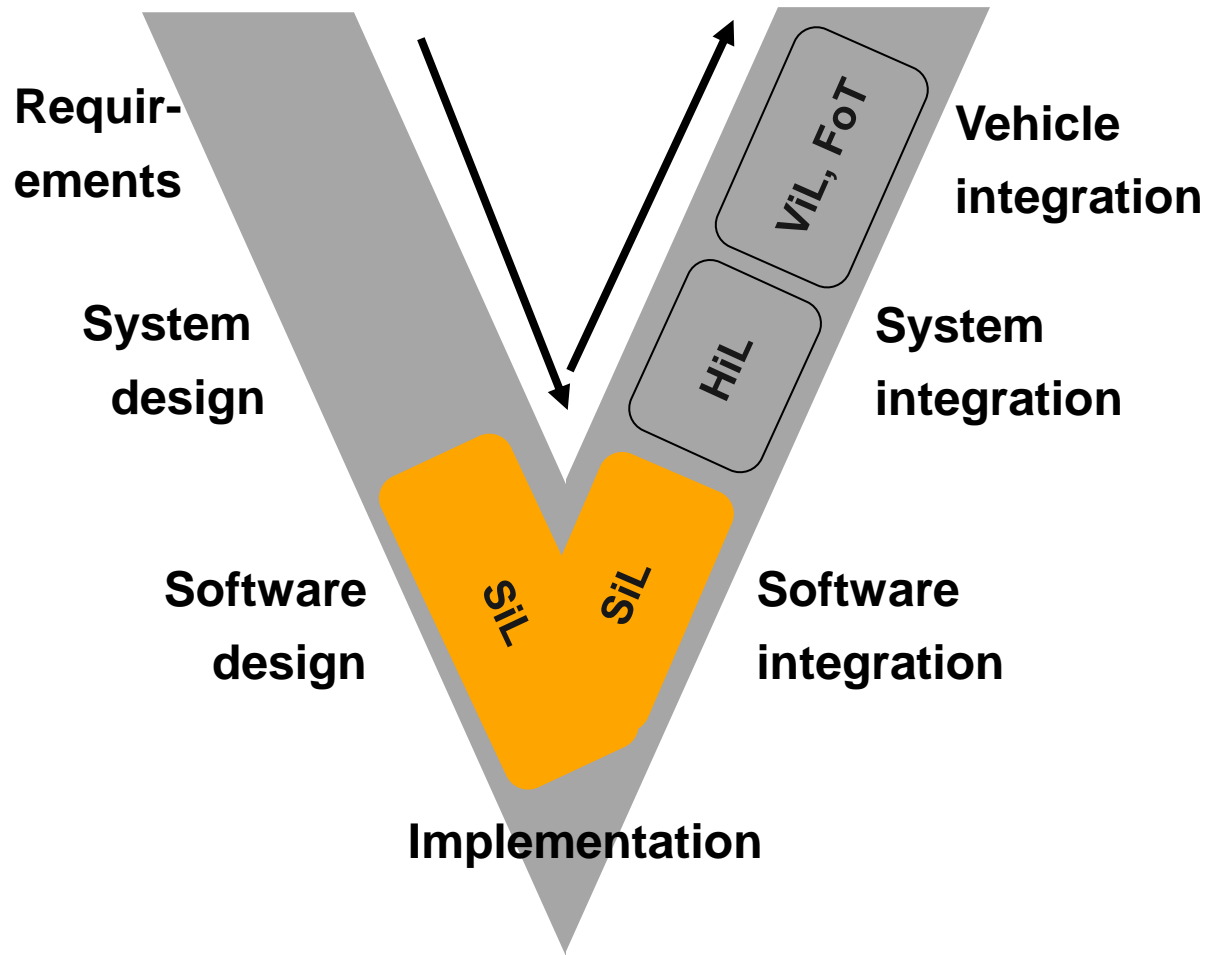 Requir-
ements
System
design
Software
design
SiL
Implementation
SiL
Software
integration
HiL
System
integration
ViL, FoT
Vehicle
integration